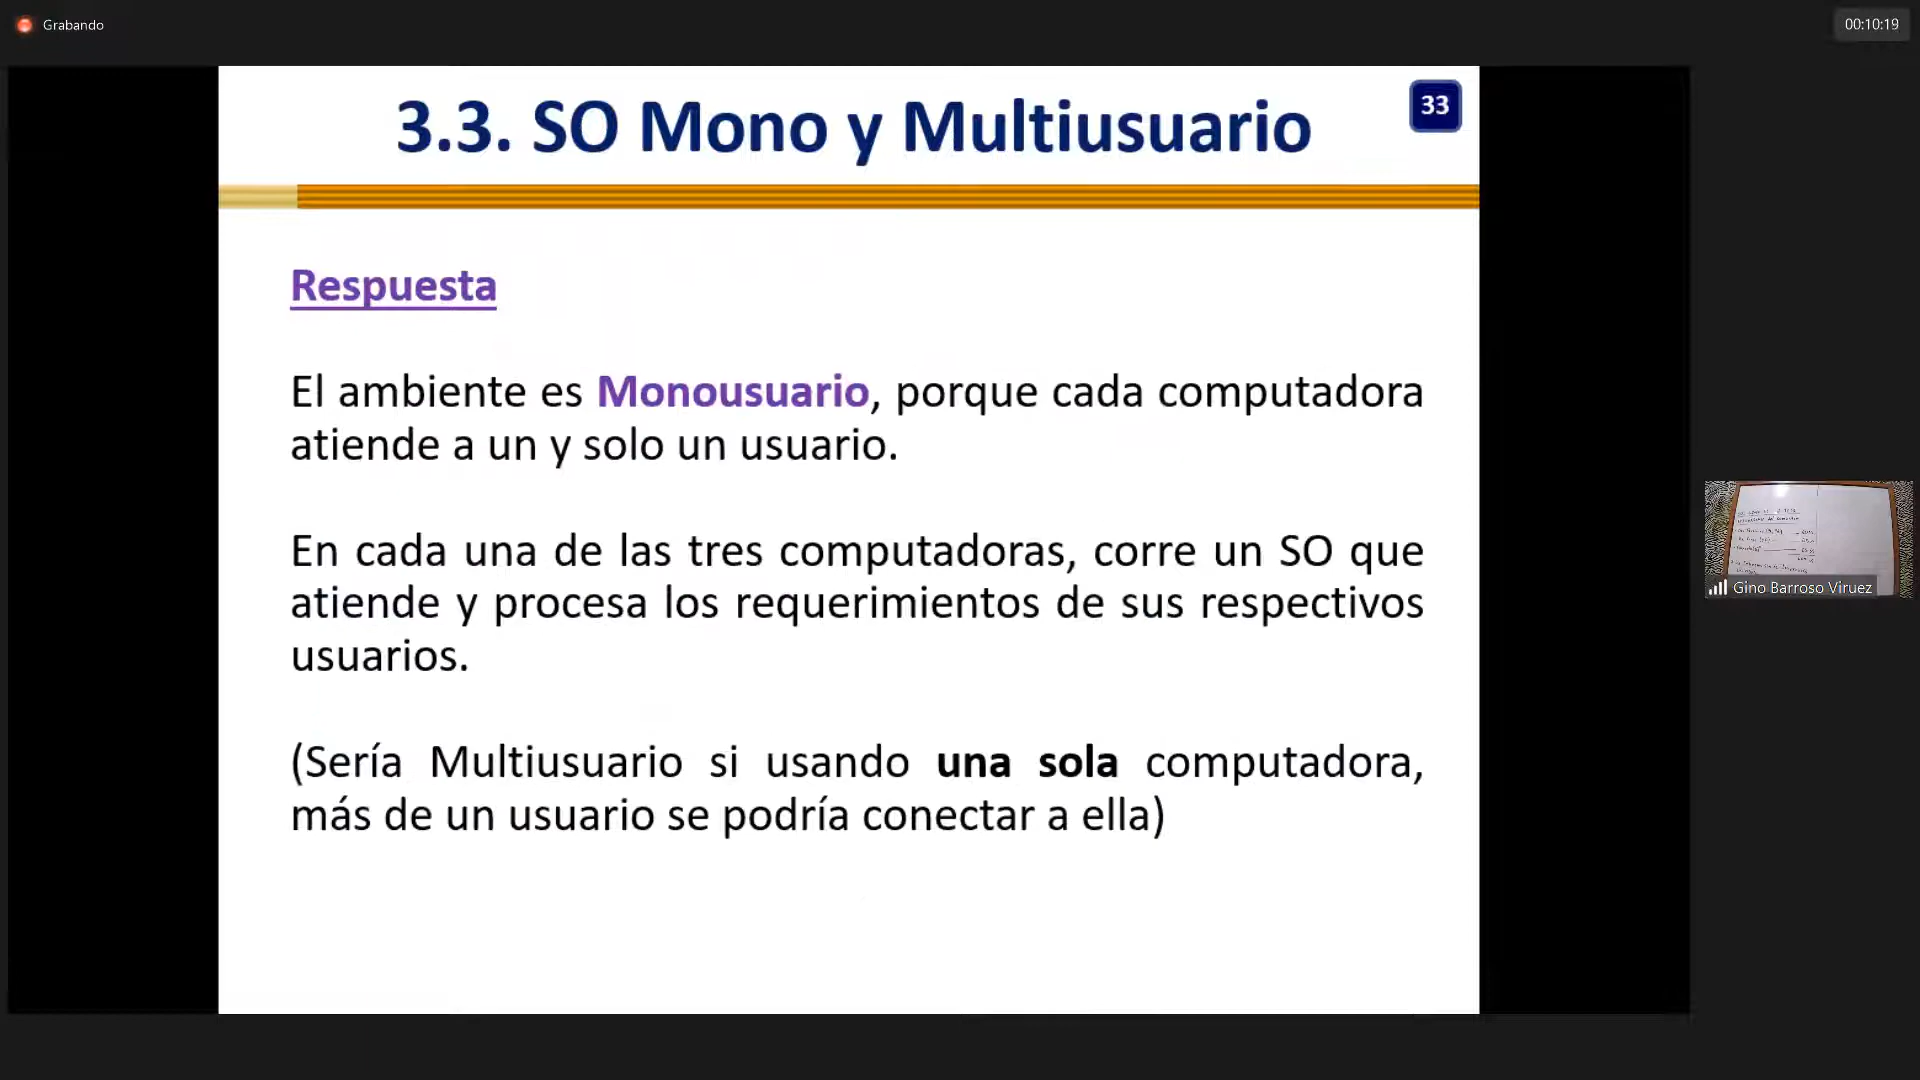 Grabando
00:10:19
3.3. SO Mono y Multiusuario
33
Respuesta
El ambiente es Monousuario, porque cada computadora
atiende a un y solo un usuario.
En cada una de las tres computadoras, corre un SO que
atiende y procesa los requerimientos de sus respectivos
usuarios.
(Sería Multiusuario si usando una sola computadora,
más de un usuario se podría conectar a ella)
Gino Barroso Viruez